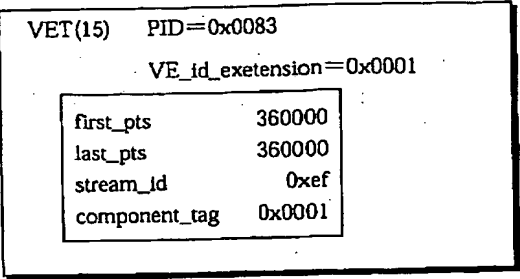 VET(15) PID=0x0083
VE_id_exetension=0x0001
first_pts 360000
last_pts 360000
stream_id 0xef
component_tag 0x0001